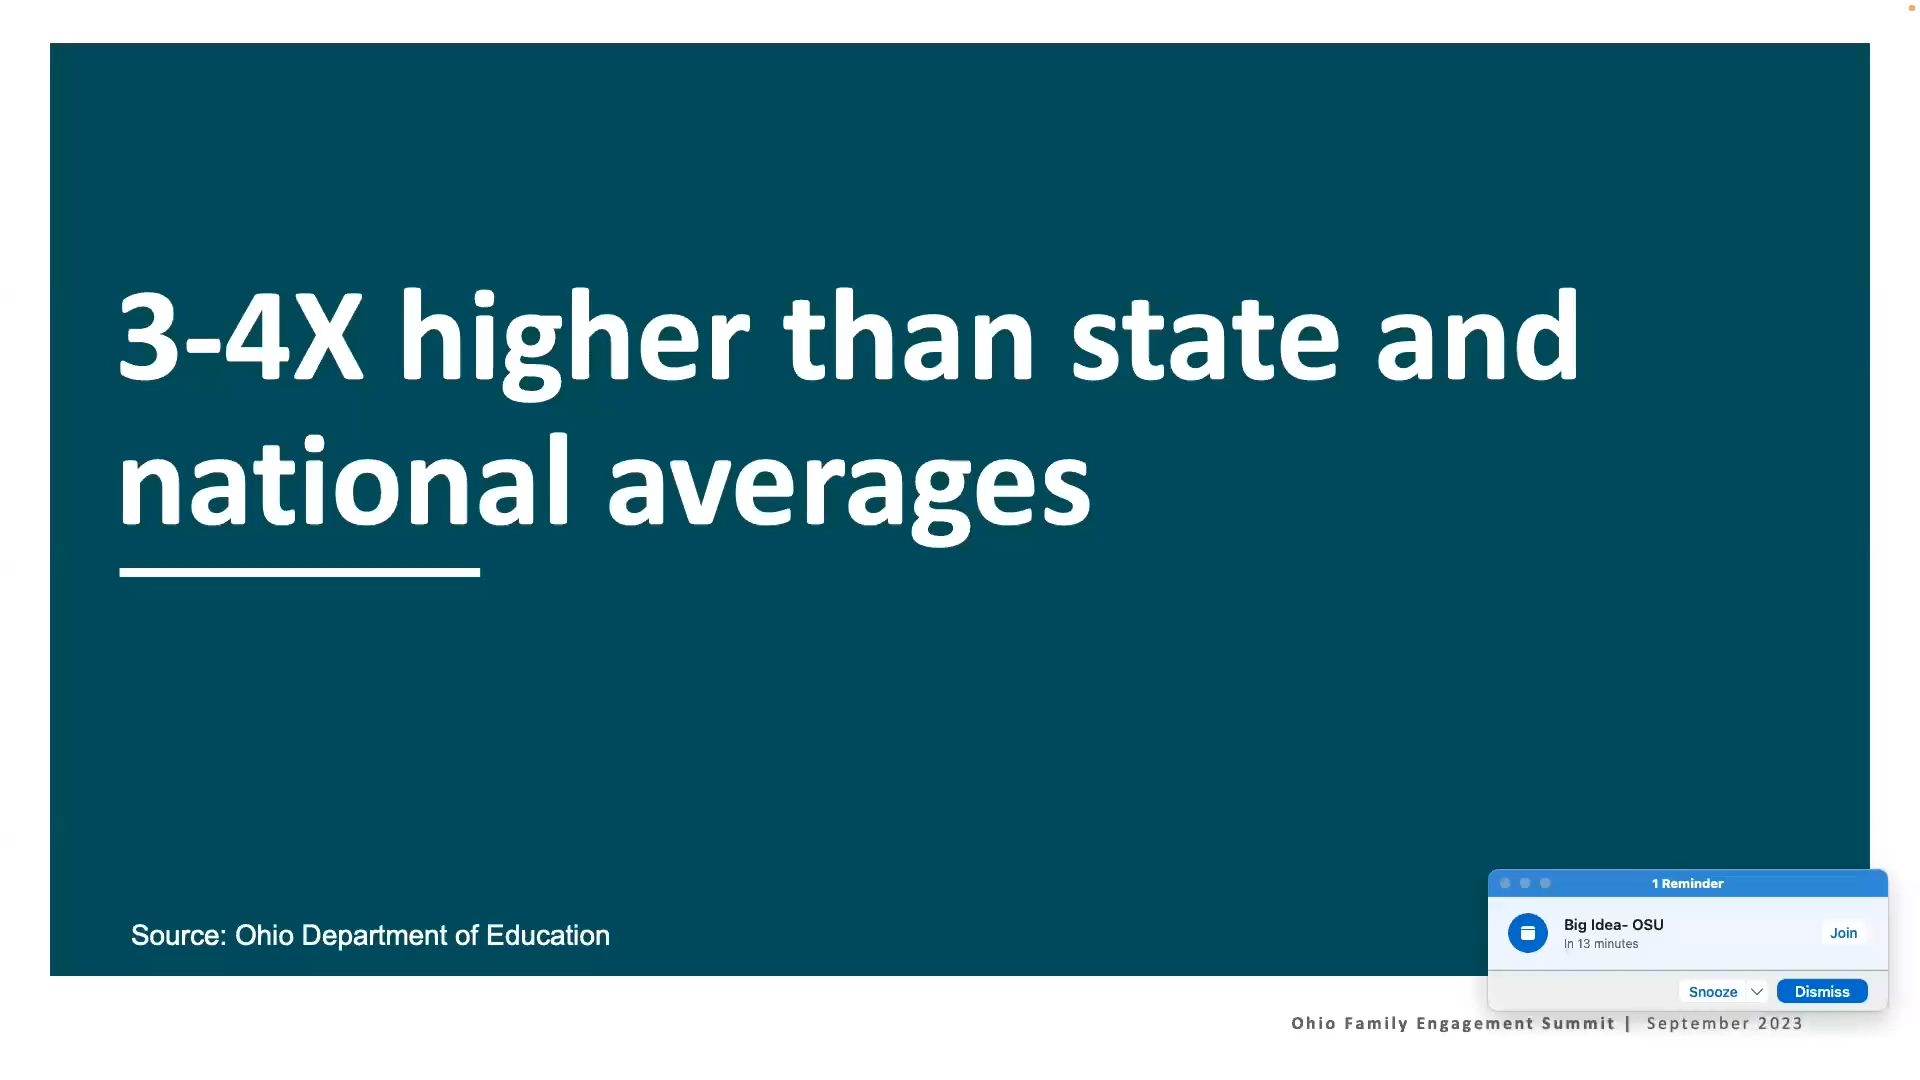 3-4X higher than state and
national averages
Source: Ohio Department of Education
1 Reminder
Big Idea- OSU
In 13 minutes
Join
Snooze
Dismiss
Ohio Family Engagement Summit | September 2023